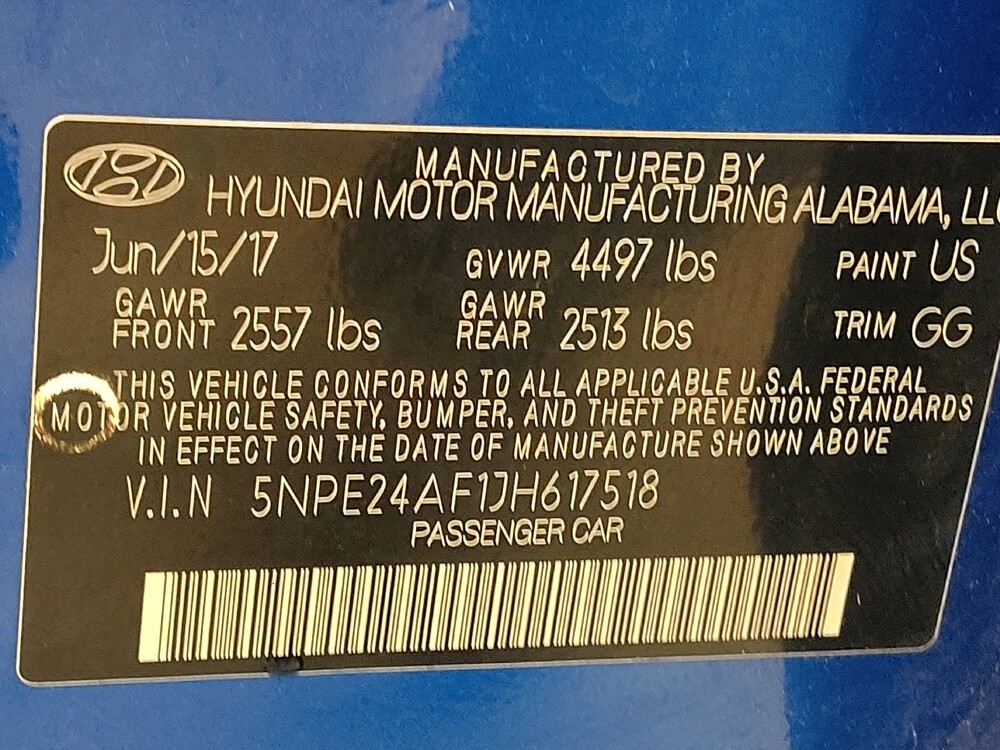 MANUFACTURED BY
HYUNDAI MOTOR MANUFACTURING ALABAMA, LLC
Jun/15/17 GVWR 4497 lbs PAINT US
GAWR FRONT 2557 lbs GAWR REAR 2513 lbs TRIM GG
THIS VEHICLE CONFORMS TO ALL APPLICABLE U.S.A. FEDERAL
MOTOR VEHICLE SAFETY, BUMPER, AND THEFT PREVENTION STANDARDS
IN EFFECT ON THE DATE OF MANUFACTURE SHOWN ABOVE
V.I.N 5NPE24AF1JH617518
PASSENGER CAR